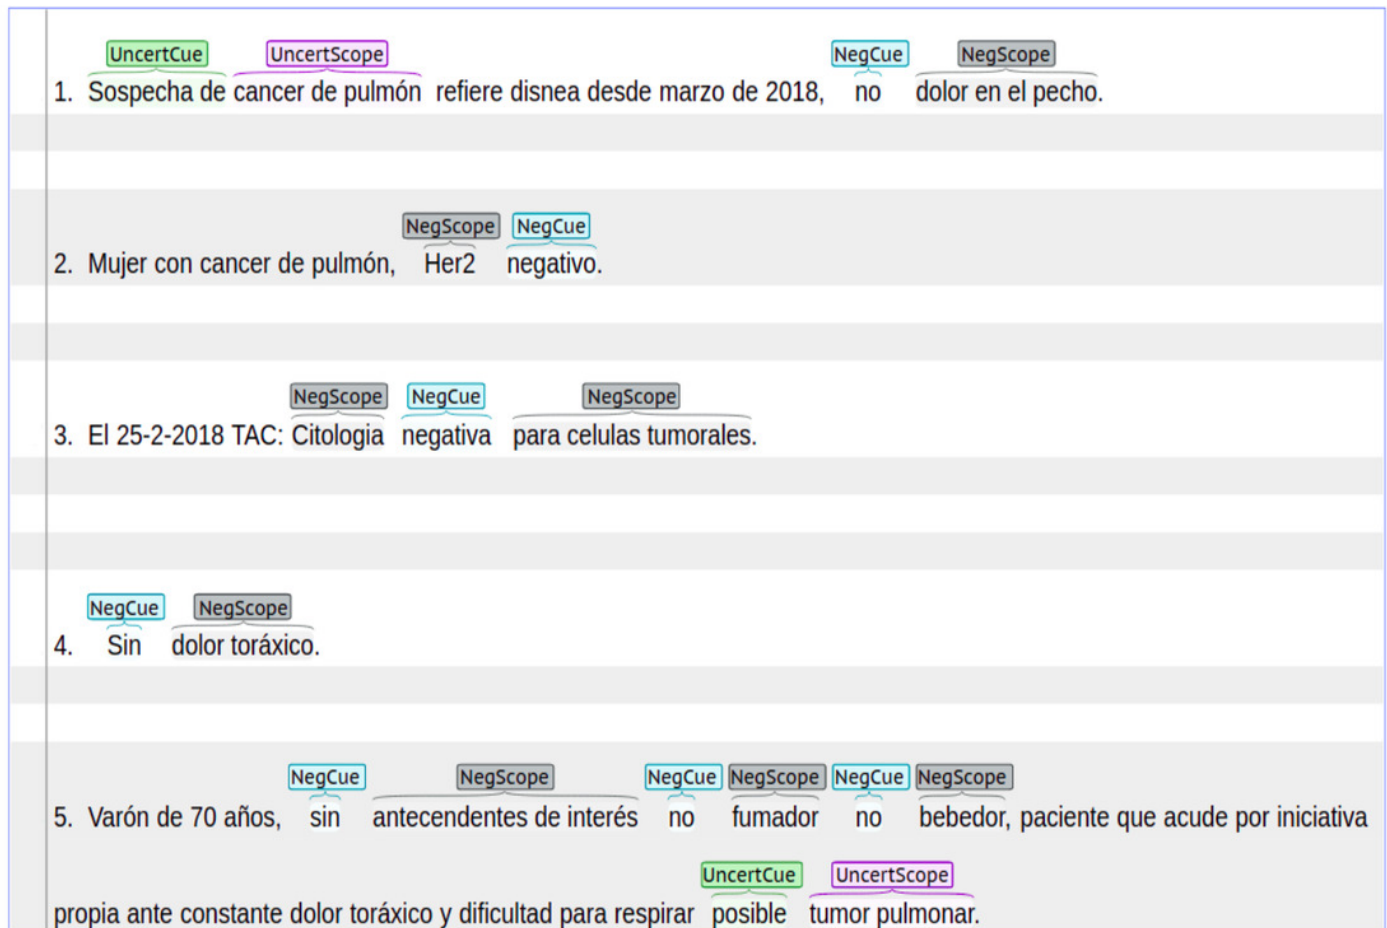 UncertCue UncertScope NegCue NegScope
1. Sospecha de cancer de pulmón refiere disnea desde marzo de 2018, no dolor en el pecho.
NegScope NegCue
2. Mujer con cancer de pulmón, Her2 negativo.
NegScope NegCue NegScope
3. El 25-2-2018 TAC: Citologia negativa para celulas tumorales.
NegCue NegScope
4. Sin dolor toráxico.
NegCue NegScope NegCue NegScope NegCue NegScope
5. Varón de 70 años, sin antecendentes de interés no fumador no bebedor, paciente que acude por iniciativa
UncertCue UncertScope
propia ante constante dolor toráxico y dificultad para respirar posible tumor pulmonar.